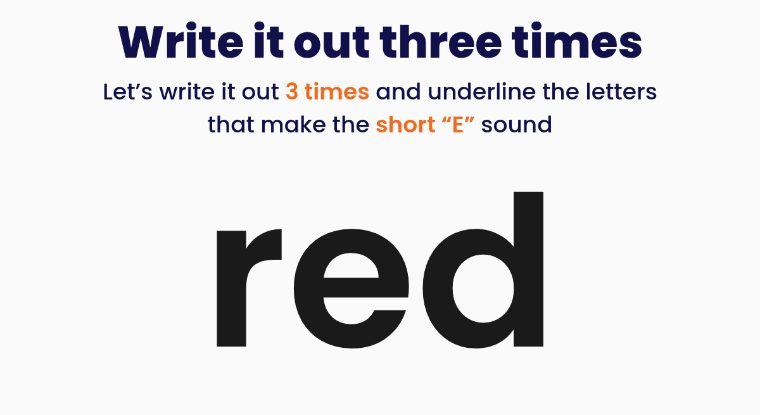 Write it out three times
Let’s write it out 3 times and underline the letters
that make the short “E” sound
red